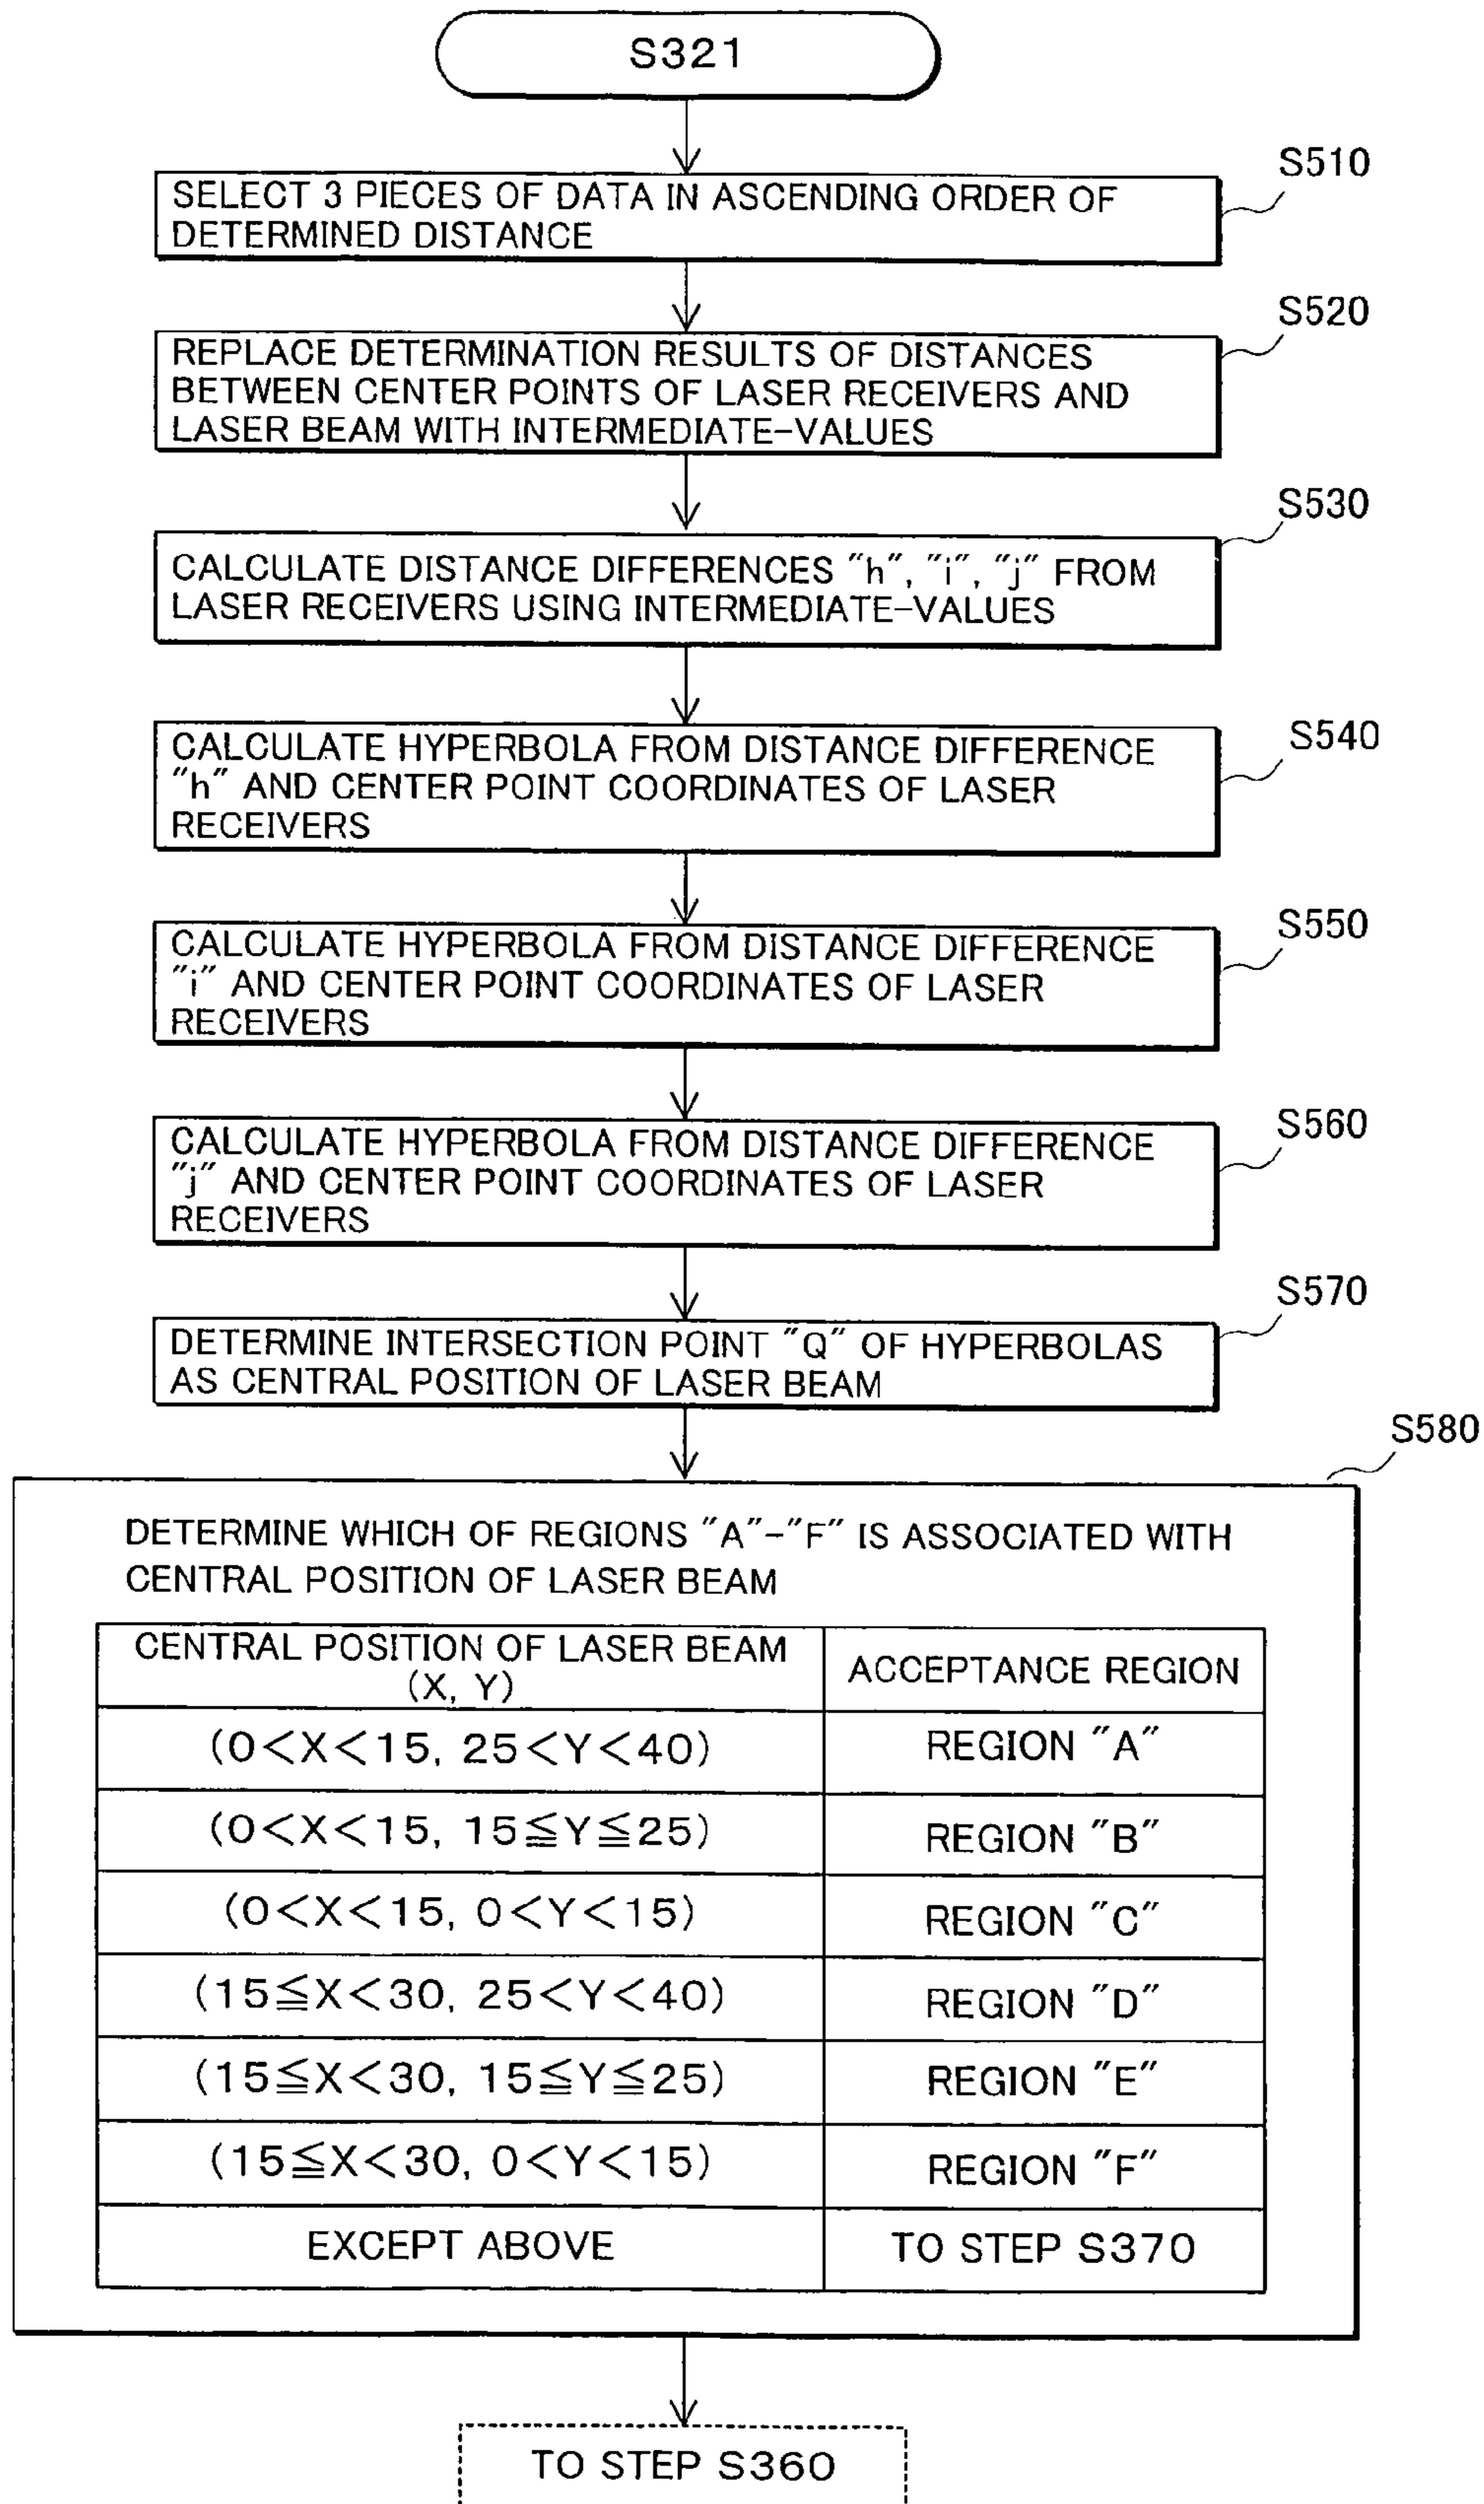 S321
S510
SELECT 3 PIECES OF DATA IN ASCENDING ORDER OF
DETERMINED DISTANCE
S520
REPLACE DETERMINATION RESULTS OF DISTANCES
BETWEEN CENTER POINTS OF LASER RECEIVERS AND
LASER BEAM WITH INTERMEDIATE-VALUES
S530
CALCULATE DISTANCE DIFFERENCES "h", "i", "j" FROM
LASER RECEIVERS USING INTERMEDIATE-VALUES
S540
CALCULATE HYPERBOLA FROM DISTANCE DIFFERENCE
"h" AND CENTER POINT COORDINATES OF LASER
RECEIVERS
S550
CALCULATE HYPERBOLA FROM DISTANCE DIFFERENCE
"i" AND CENTER POINT COORDINATES OF LASER
RECEIVERS
S560
CALCULATE HYPERBOLA FROM DISTANCE DIFFERENCE
"j" AND CENTER POINT COORDINATES OF LASER
RECEIVERS
S570
DETERMINE INTERSECTION POINT "Q" OF HYPERBOLAS
AS CENTRAL POSITION OF LASER BEAM
S580
DETERMINE WHICH OF REGIONS "A"-"F" IS ASSOCIATED WITH
CENTRAL POSITION OF LASER BEAM
CENTRAL POSITION OF LASER BEAM
(X, Y)
ACCEPTANCE REGION
(0<X<15, 25<Y<40)
REGION "A"
(0<X<15, 15≦Y≦25)
REGION "B"
(0<X<15, 0<Y<15)
REGION "C"
(15≦X<30, 25<Y<40)
REGION "D"
(15≦X<30, 15≦Y≦25)
REGION "E"
(15≦X<30, 0<Y<15)
REGION "F"
EXCEPT ABOVE
TO STEP S370
TO STEP S360